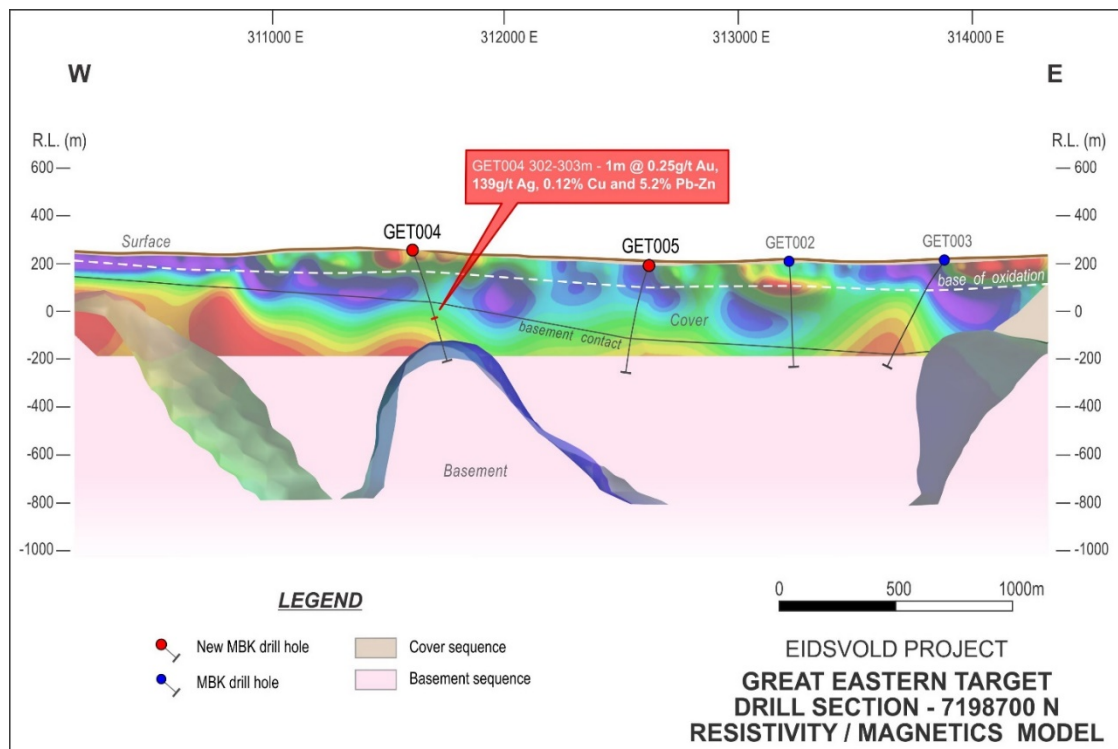 311000 E
312000 E
313000 E
314000 E
W
E
R.L. (m)
R.L. (m)
600
400
200
0
-200
-400
-600
-800
-1000
600
400
200
0
-200
-400
-600
-800
-1000
GET004 302-303m - 1m @ 0.25g/t Au,
139g/t Ag, 0.12% Cu and 5.2% Pb-Zn
Surface
GET004
GET005
GET002
GET003
base of oxidation
Cover
basement contact
Basement
LEGEND
New MBK drill hole
MBK drill hole
Cover sequence
Basement sequence
0
500
1000m
EIDSVOLD PROJECT
GREAT EASTERN TARGET
DRILL SECTION - 7198700 N
RESISTIVITY / MAGNETICS MODEL